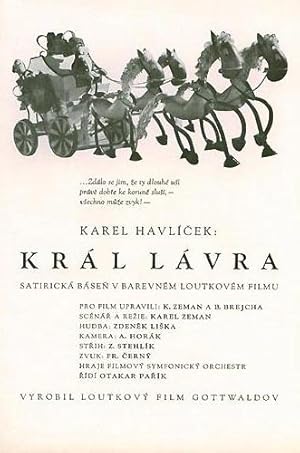 ...Zdálo se jim, že ty dlouhé uši
právě dobře ke koruně sluší, —
všechno může zvyk! —
KAREL HAVLÍČEK:
KRÁL LÁVRA
SATIRICKÁ BÁSEŇ V BAREVNÉM LOUTKOVÉM FILMU
PRO FILM UPRAVILI: K. ZEMAN A B. BREJCHA
SCÉNÁŘ A REŽIE: KAREL ZEMAN
HUDBA: ZDENĚK LIŠKA
KAMERA: A. HORÁK
STŘIH: Z. STEHLÍK
ZVUK: FR. ČERNÝ
HRAJE FILMOVÝ SYMFONICKÝ ORCHESTR
ŘÍDÍ OTAKAR PAŘÍK
VYROBIL LOUTKOVÝ FILM GOTTWALDOV